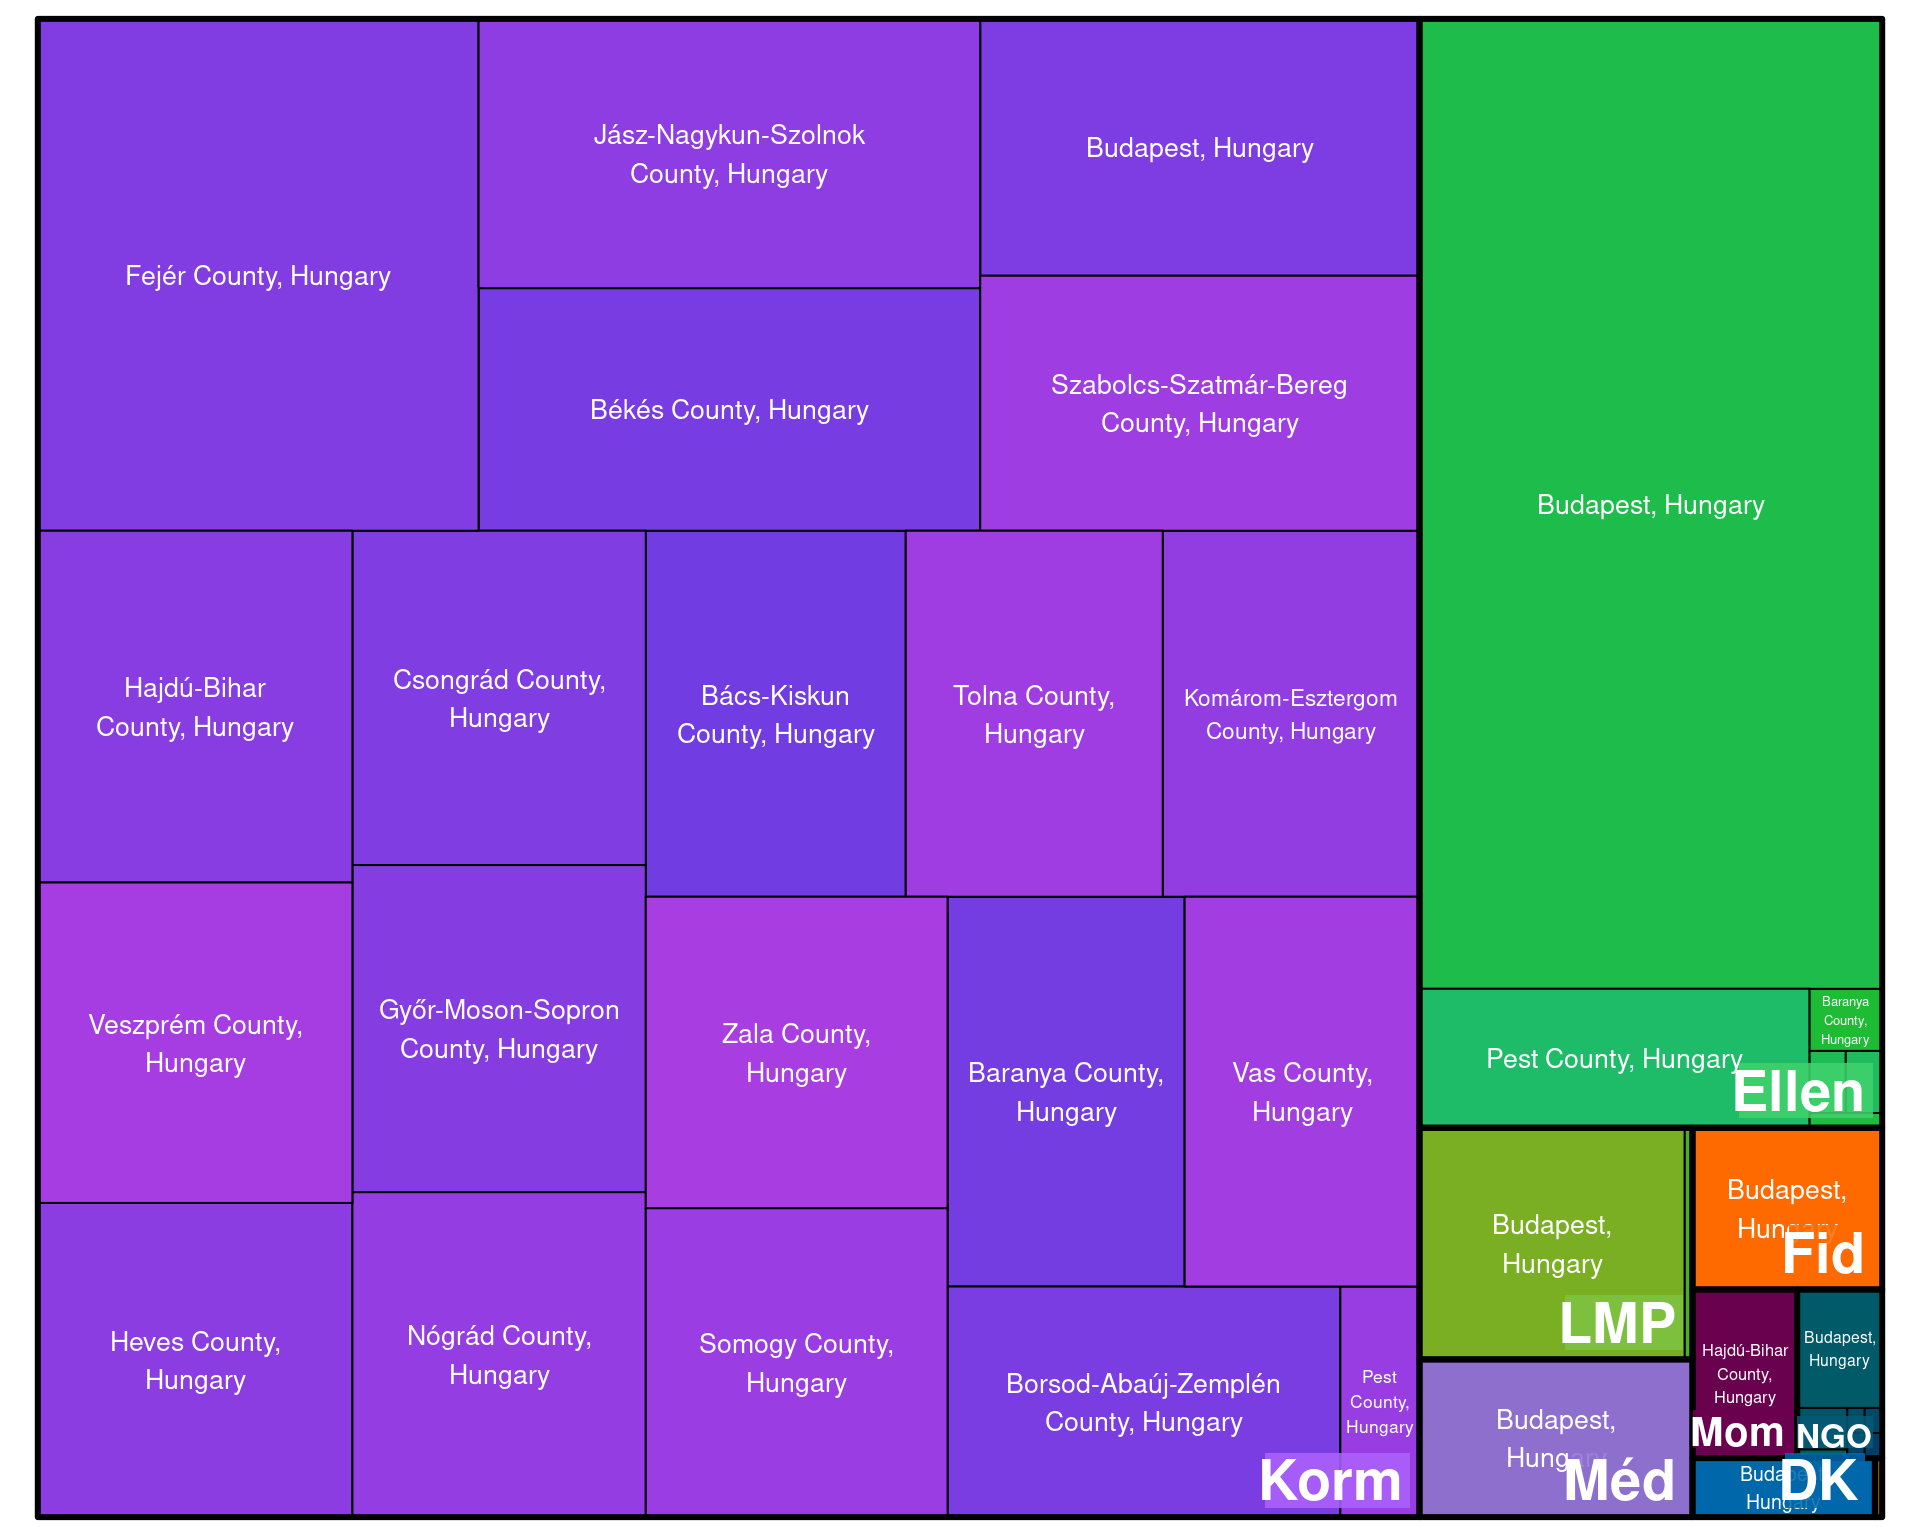 Fejér County, Hungary
Jász-Nagykun-Szolnok
County, Hungary
Budapest, Hungary
Békés County, Hungary
Szabolcs-Szatmár-Bereg
County, Hungary
Hajdú-Bihar
County, Hungary
Csongrád County,
Hungary
Bács-Kiskun
County, Hungary
Tolna County,
Hungary
Komárom-Esztergom
County, Hungary
Veszprém County,
Hungary
Győr-Moson-Sopron
County, Hungary
Zala County,
Hungary
Baranya County,
Hungary
Vas County,
Hungary
Heves County,
Hungary
Nógrád County,
Hungary
Somogy County,
Hungary
Borsod-Abaúj-Zemplén
County, Hungary
Pest
County,
Hungary
Korm
Budapest, Hungary
Pest County, Hungary
Baranya
County,
Hungary
Ellen
Budapest,
Hungary
LMP
Budapest,
Hungary
Fid
Budapest,
Hungary
Méd
Hajdú-Bihar
County,
Hungary
Mom
Budapest,
Hungary
NGO
Budapest,
Hungary
DK